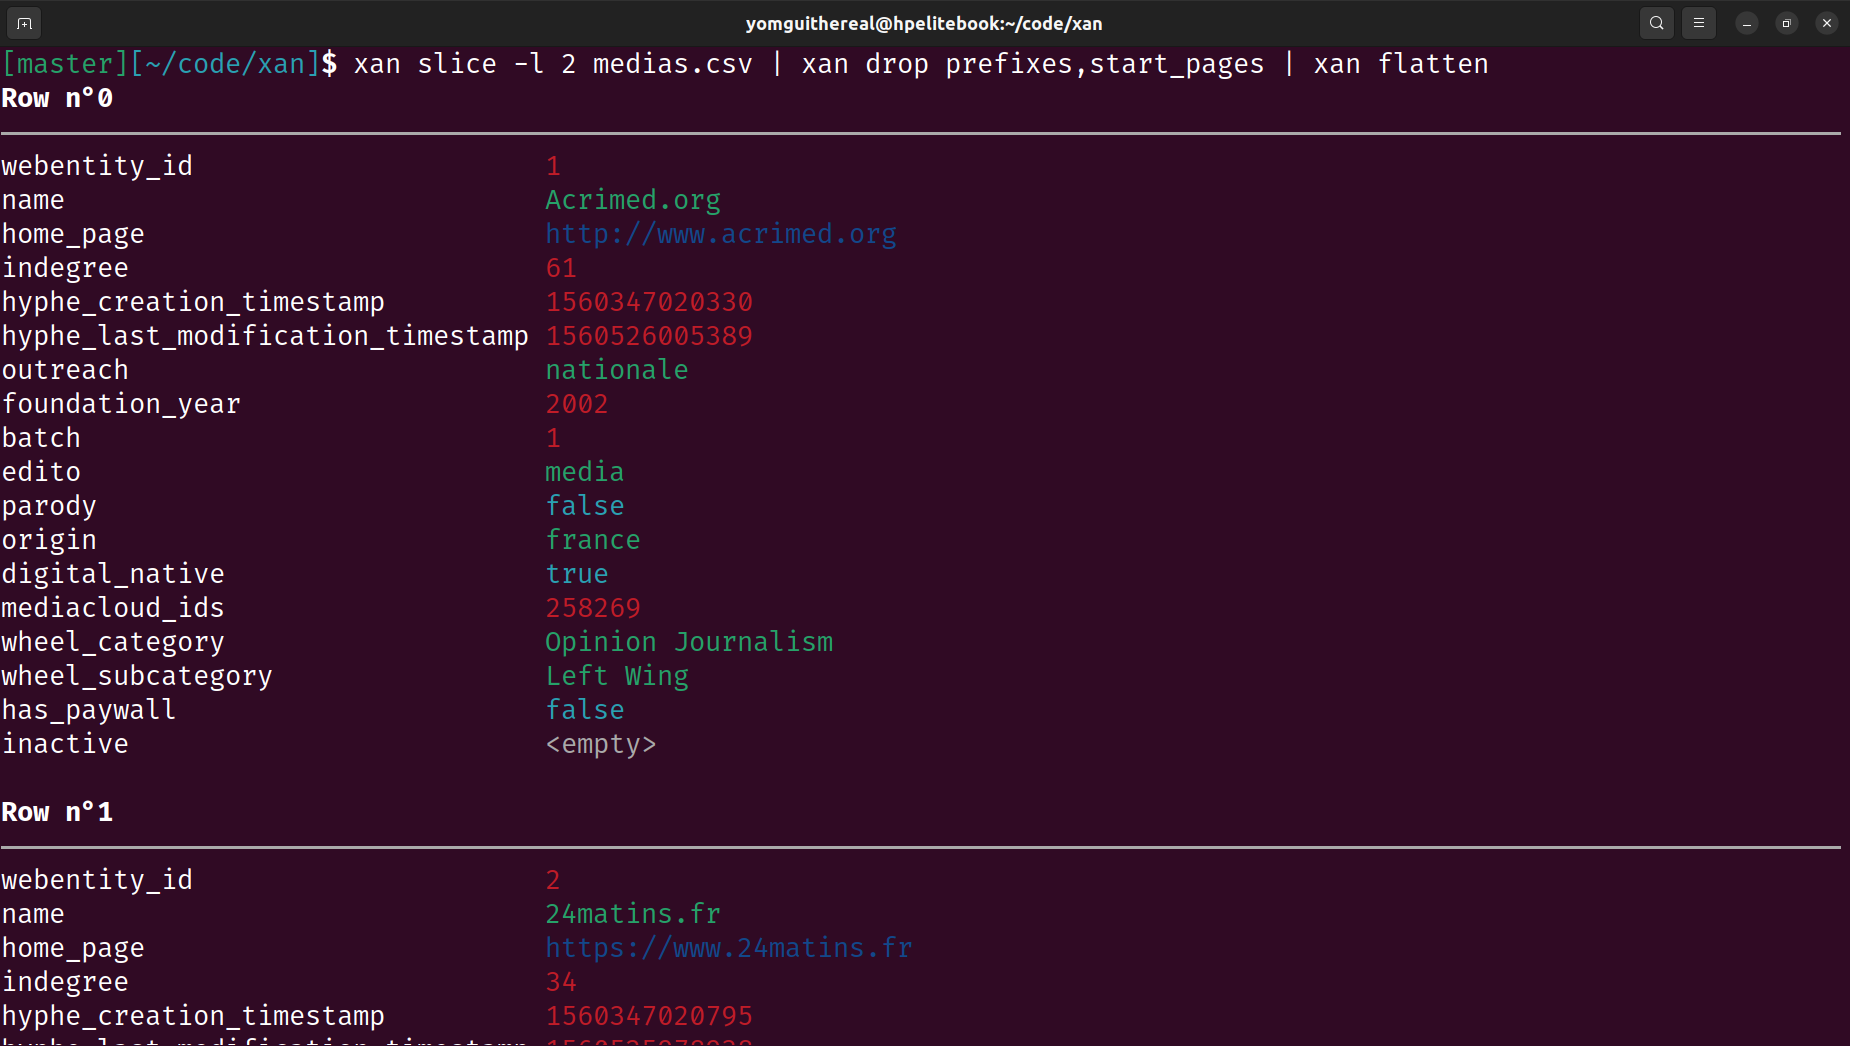 yomguithereal@hpelitebook:~/code/xan
[master][~/code/xan]$ xan slice -l 2 medias.csv | xan drop prefixes,start_pages | xan flatten
Row n°0
webentity_id 1
name Acrimed.org
home_page http://www.acrimed.org
indegree 61
hyphe_creation_timestamp 1560347020330
hyphe_last_modification_timestamp 1560526005389
outreach nationale
foundation_year 2002
batch 1
edito media
parody false
origin france
digital_native true
mediacloud_ids 258269
wheel_category Opinion Journalism
wheel_subcategory Left Wing
has_paywall false
inactive <empty>
Row n°1
webentity_id 2
name 24matins.fr
home_page https://www.24matins.fr
indegree 34
hyphe_creation_timestamp 1560347020795
hyphe_last_modification_timestamp